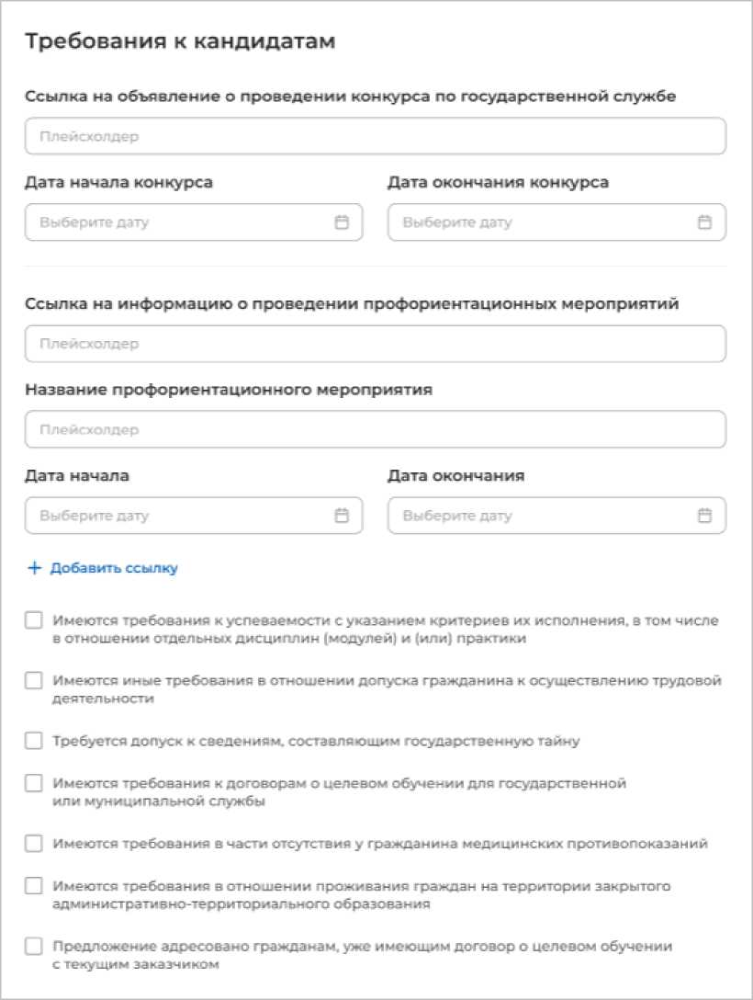 Требования к кандидатам
Ссылка на объявление о проведении конкурса по государственной службе
Плейсхолдер
Дата начала конкурса Дата окончания конкурса
Выберите дату Выберите дату
Ссылка на информацию о проведении профориентационных мероприятий
Плейсхолдер
Название профориентационного мероприятия
Плейсхолдер
Дата начала Дата окончания
Выберите дату Выберите дату
+ Добавить ссылку
Имеются требования к успеваемости с указанием критериев их исполнения, в том числе
в отношении отдельных дисциплин (модулей) и (или) практики
Имеются иные требования в отношении допуска гражданина к осуществлению трудовой
деятельности
Требуется допуск к сведениям, составляющим государственную тайну
Имеются требования к договорам о целевом обучении для государственной
или муниципальной службы
Имеются требования в части отсутствия у гражданина медицинских противопоказаний
Имеются требования в отношении проживания граждан на территории закрытого
административно-территориального образования
Предложение адресовано гражданам, уже имеющим договор о целевом обучении
с текущим заказчиком